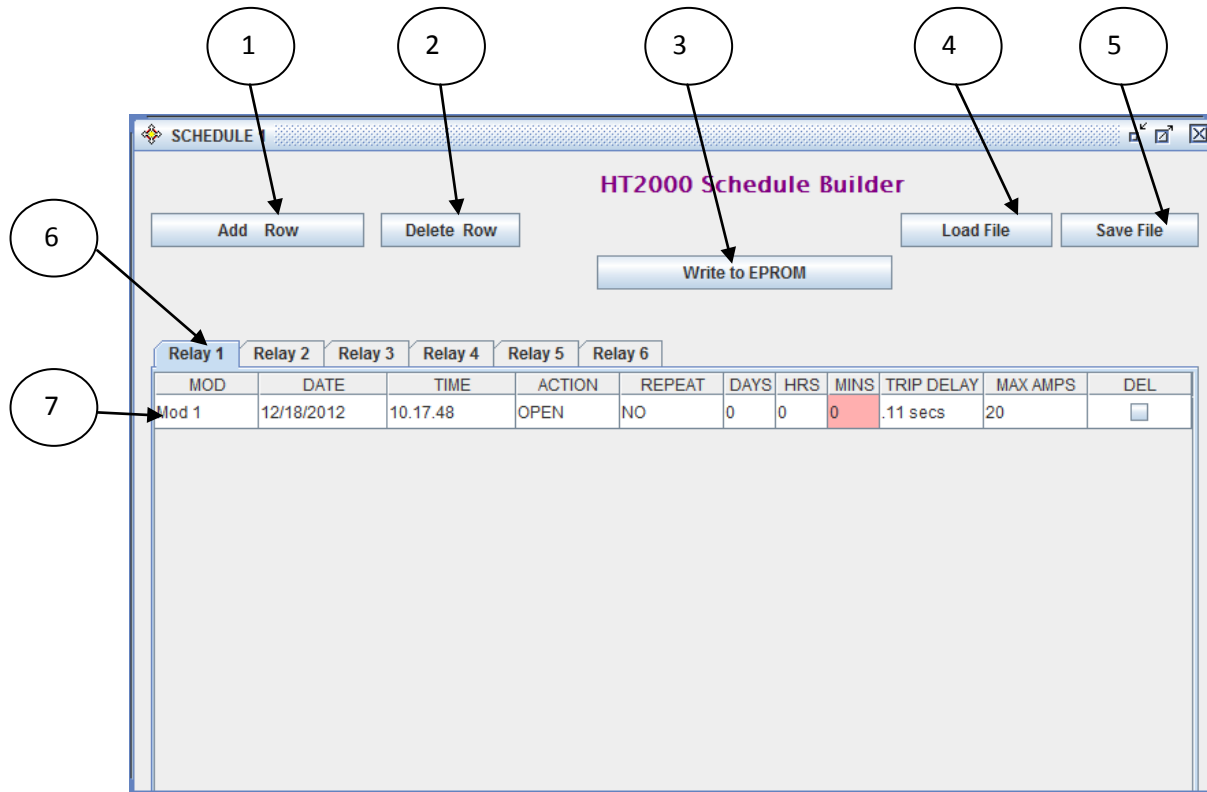 1 2 3 4 5
SCHEDULE 1
HT2000 Schedule Builder
6
Add Row Delete Row Load File Save File
Write to EPROM
Relay 1 Relay 2 Relay 3 Relay 4 Relay 5 Relay 6
MOD DATE TIME ACTION REPEAT DAYS HRS MINS TRIP DELAY MAX AMPS DEL
7
Mod 1 12/18/2012 10.17.48 OPEN NO 0 0 0 .11 secs 20